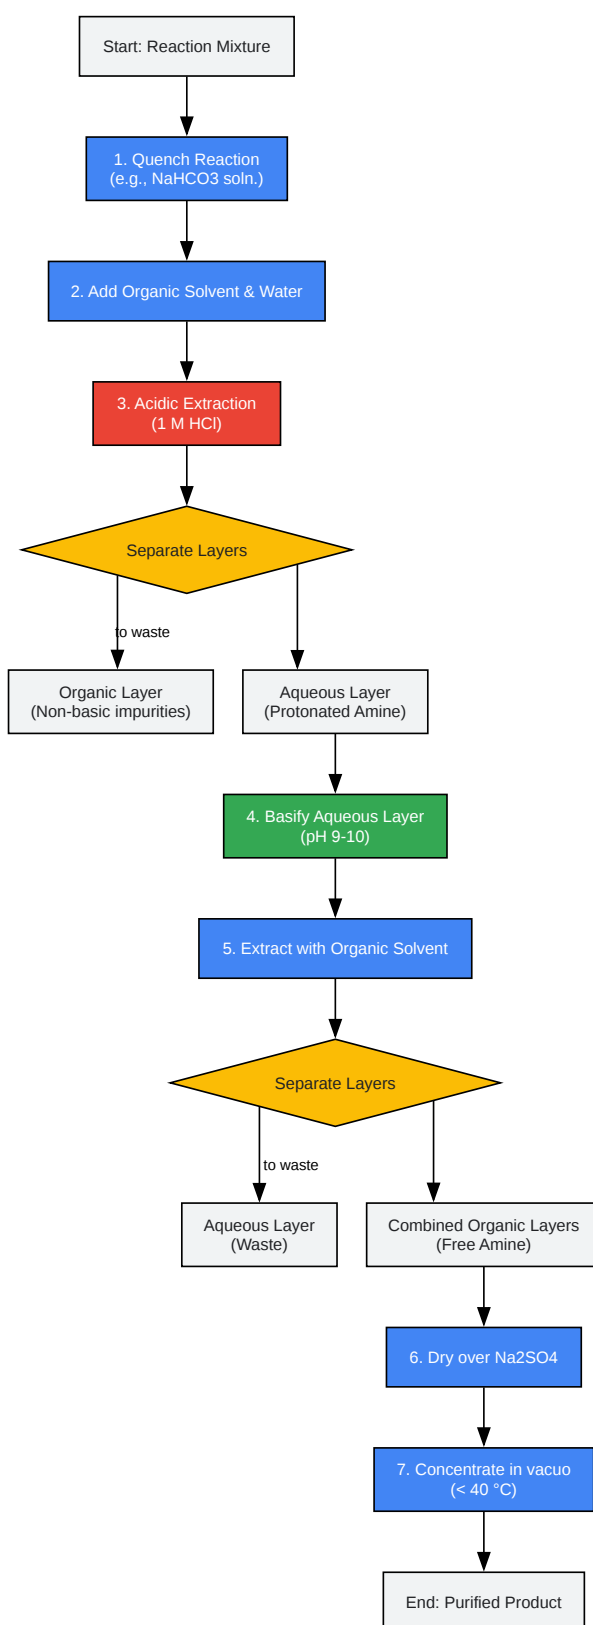 Start: Reaction Mixture
1. Quench Reaction
(e.g., NaHCO3 soln.)
2. Add Organic Solvent & Water
3. Acidic Extraction
(1 M HCl)
Separate Layers
to waste
Organic Layer
(Non-basic impurities)
Aqueous Layer
(Protonated Amine)
4. Basify Aqueous Layer
(pH 9-10)
5. Extract with Organic Solvent
Separate Layers
to waste
Aqueous Layer
(Waste)
Combined Organic Layers
(Free Amine)
6. Dry over Na2SO4
7. Concentrate in vacuo
(< 40 °C)
End: Purified Product